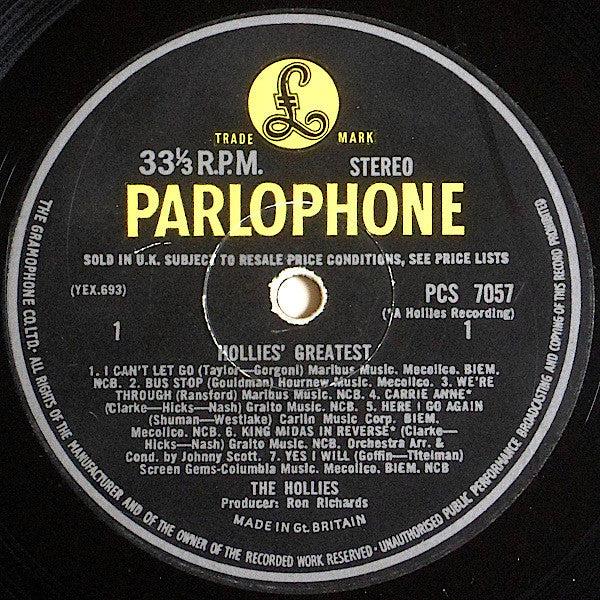 TRADE MARK
33⅓ R.P.M. STEREO
PARLOPHONE
SOLD IN U.K. SUBJECT TO RESALE PRICE CONDITIONS, SEE PRICE LISTS
(YEX.693) PCS 7057
(*A Hollies Recording)
1 1
HOLLIES' GREATEST
1. I CAN'T LET GO (Taylor—Gorgoni) Maribus Music. Mecolico. BIEM.
NCB. 2. BUS STOP (Gouldman) Hournew Music. Mecolico. 3. WE'RE
THROUGH (Ransford) Maribus Music. NCB. 4. CARRIE ANNE*
(Clarke—Hicks—Nash) Gralto Music. NCB. 5. HERE I GO AGAIN
(Shuman—Westlake) Carlin Music Corp. BIEM.
Mecolico. NCB. 6. KING MIDAS IN REVERSE* (Clarke—
Hicks—Nash) Gralto Music. NCB. Orchestra Arr. &
Cond. by Johnny Scott. 7. YES I WILL (Goffin—Titelman)
Screen Gems-Columbia Music. Mecolico. BIEM. NCB
THE HOLLIES
Producer: Ron Richards
MADE IN Gt. BRITAIN
THE GRAMOPHONE CO. LTD. · ALL RIGHTS OF THE MANUFACTURER AND OF THE OWNER OF THE RECORDED WORK RESERVED · UNAUTHORISED PUBLIC PERFORMANCE BROADCASTING AND COPYING OF THIS RECORD PROHIBITED